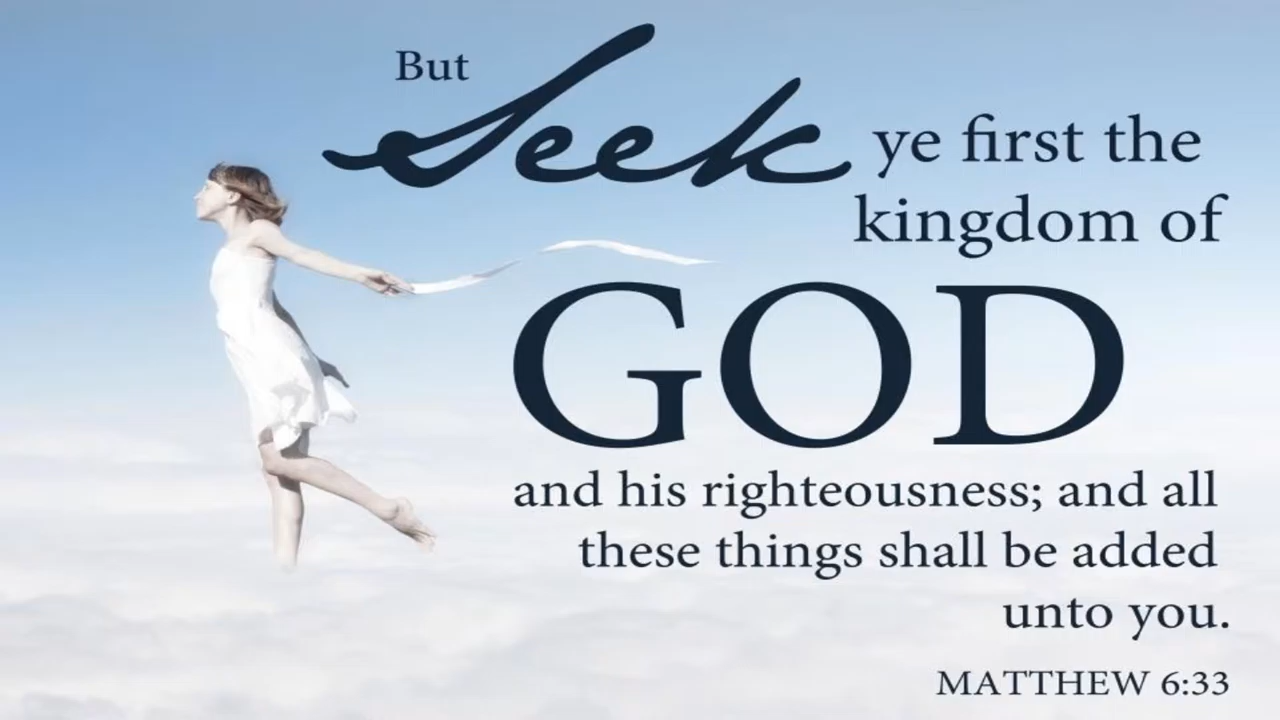 But
Seek ye first the
kingdom of
GOD
and his righteousness; and all
these things shall be added
unto you.
MATTHEW 6:33